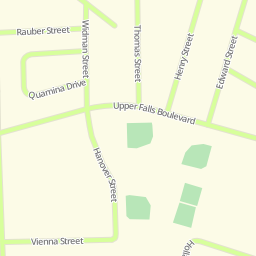 Rauber Street
Widman Street
Thomas Street
Henry Street
Edward Street
Quamina Drive
Upper Falls Boulevard
Hanover Street
Vienna Street